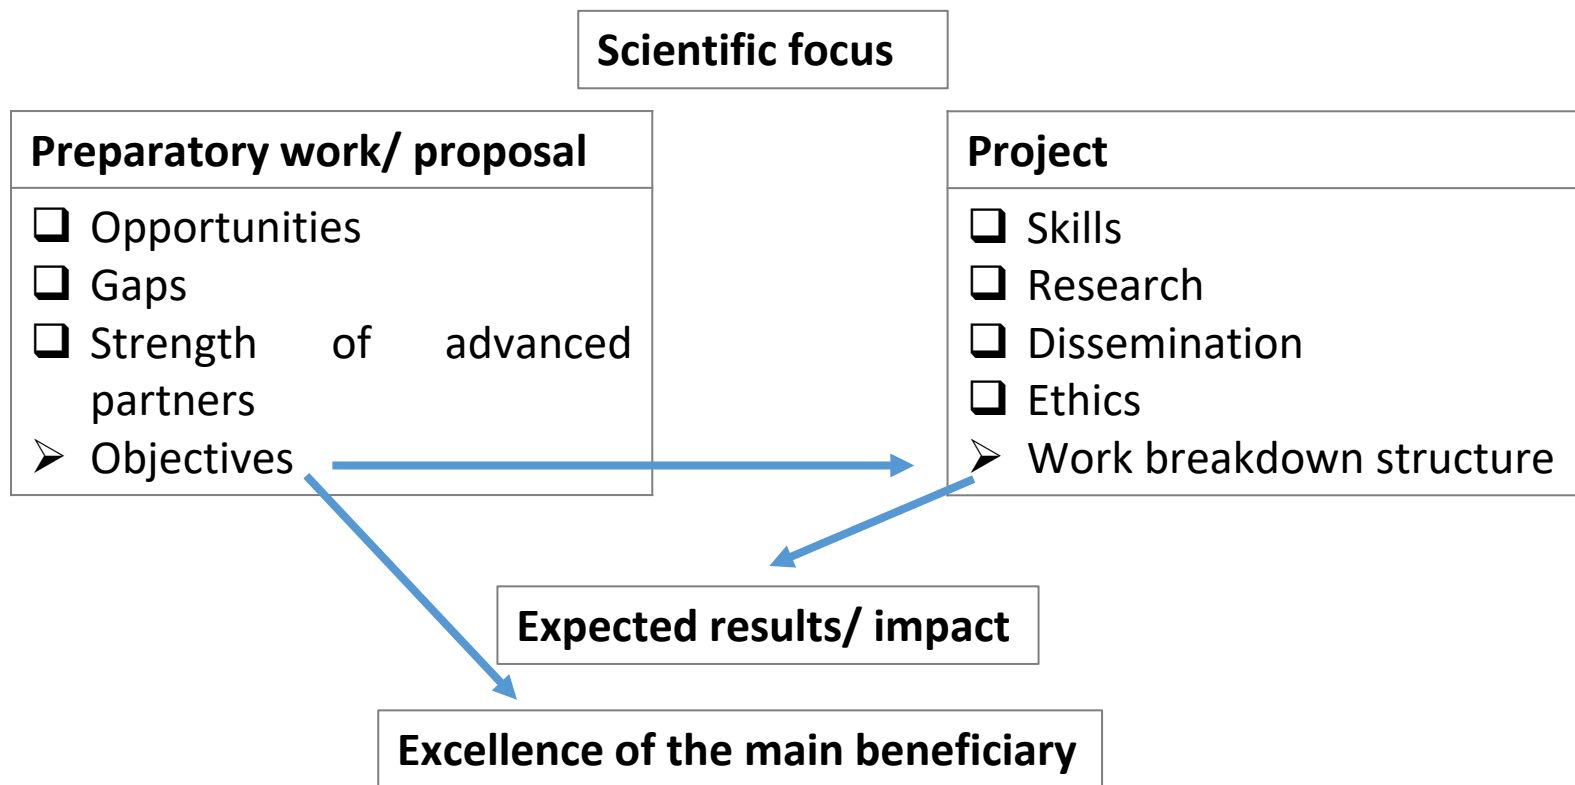 Scientific focus
Preparatory work/ proposal
❑ Opportunities
❑ Gaps
❑ Strength of advanced
partners
➢ Objectives
Project
❑ Skills
❑ Research
❑ Dissemination
❑ Ethics
➢ Work breakdown structure
Expected results/ impact
Excellence of the main beneficiary